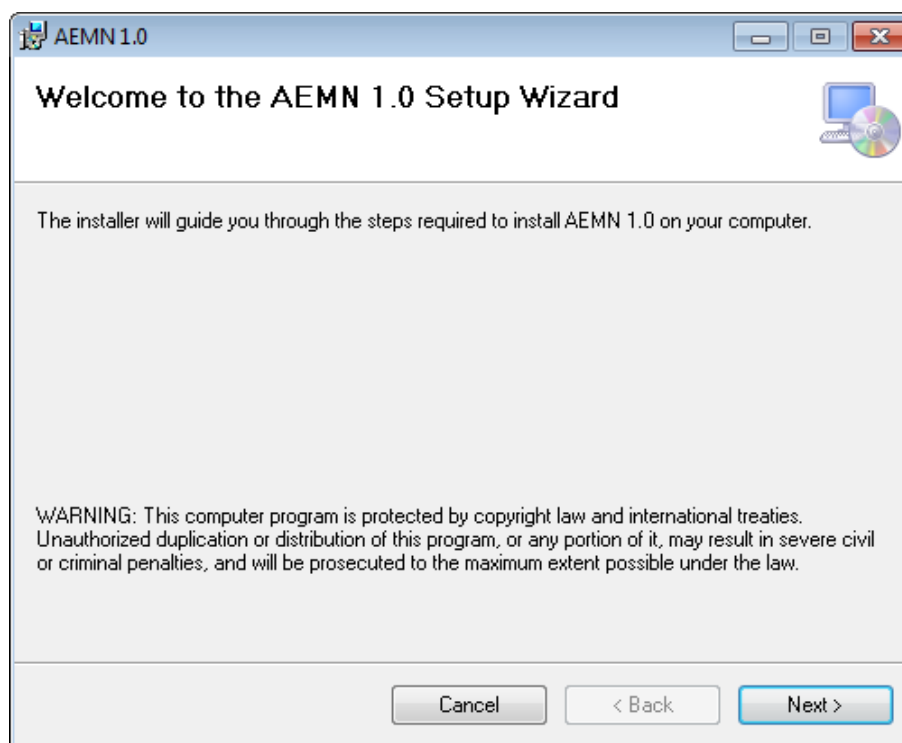 AEMN 1.0
Welcome to the AEMN 1.0 Setup Wizard
The installer will guide you through the steps required to install AEMN 1.0 on your computer.
WARNING: This computer program is protected by copyright law and international treaties.
Unauthorized duplication or distribution of this program, or any portion of it, may result in severe civil
or criminal penalties, and will be prosecuted to the maximum extent possible under the law.
Cancel < Back Next >